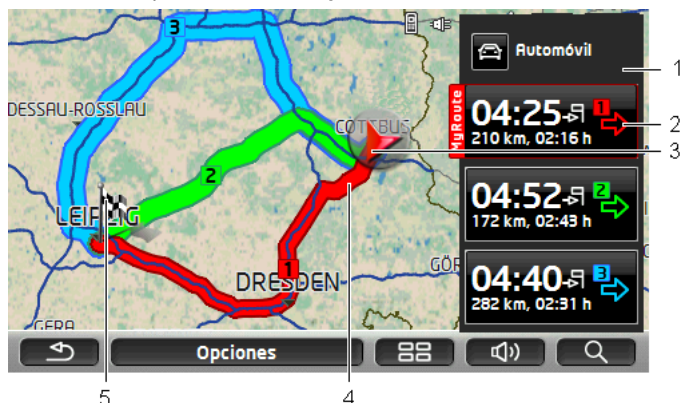 3
Automóvil
1
DESSAU-ROSSLAU
MyRoute
04:25 1
210 km, 02:16 h
2
COTTBUS
3
2
04:52 2
172 km, 02:43 h
LEIPZIG
1
DRESDEN
GÖR
04:40 3
282 km, 02:31 h
GERA
Opciones
5
4